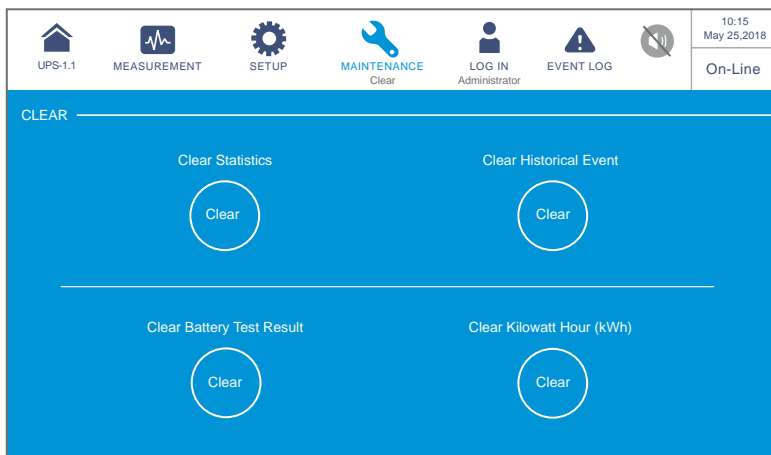 10:15
May 25,2018
UPS-1.1
MEASUREMENT
SETUP
MAINTENANCE
Clear
LOG IN
Administrator
EVENT LOG
On-Line
CLEAR
Clear Statistics
Clear Historical Event
Clear
Clear
Clear Battery Test Result
Clear Kilowatt Hour (kWh)
Clear
Clear